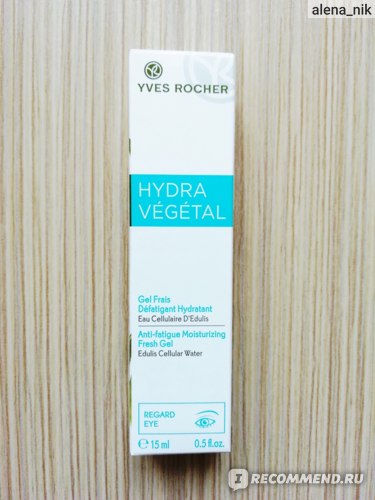 alena_nik
YVES ROCHER
HYDRA
VÉGÉTAL
Gel Frais
Défatigant Hydratant
Eau Cellulaire D'Edulis
Anti-fatigue Moisturizing
Fresh Gel
Edulis Cellular Water
REGARD
EYE
℮ 15 ml 0.5 fl.oz.
IRECOMMEND.RU